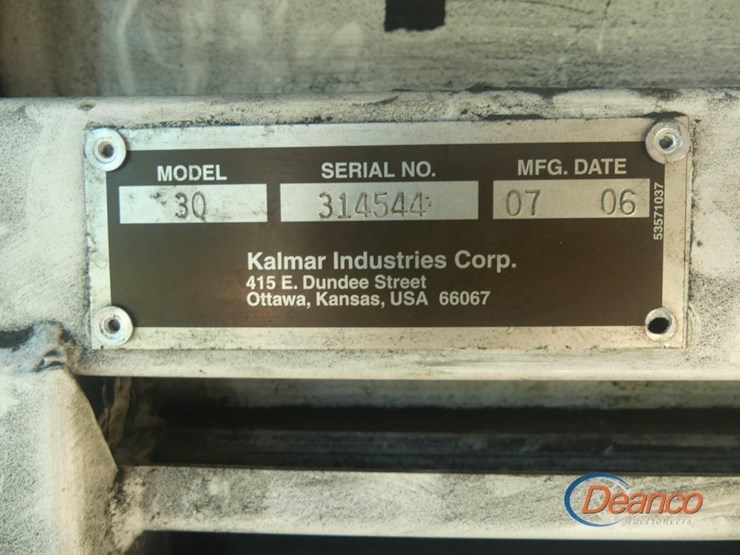 MODEL SERIAL NO. MFG. DATE
30 314544 07 06
53571037
Kalmar Industries Corp.
415 E. Dundee Street
Ottawa, Kansas, USA 66067
Deanco
Auctioneers